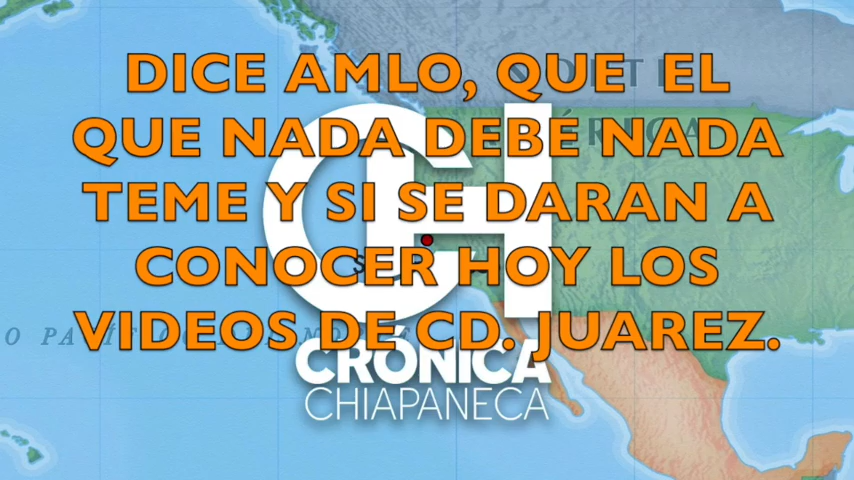 DICE AMLO, QUE EL
QUE NADA DEBE NADA
TEME Y SI SE DARAN A
CONOCER HOY LOS
VIDEOS DE CD. JUAREZ.
CH
CRÓNICA
CHIAPANECA